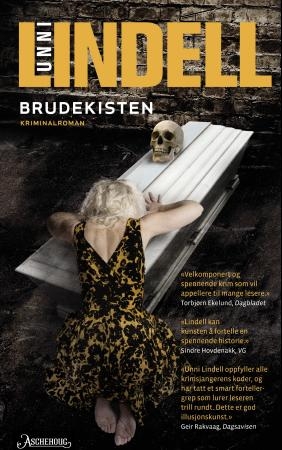 UNNI
LINDELL
BRUDEKISTEN
KRIMINALROMAN
«Velkomponert og
spennende krim som vil
appellere til mange lesere.»
Torbjørn Ekelund, Dagbladet
«Lindell kan
kunsten å fortelle en
spennende historie.»
Sindre Hovdenakk, VG
«Unni Lindell oppfyller alle
krimsjangerens koder, og
har tatt et smart forteller-
grep som lurer leseren
trill rundt. Dette er god
illusjonskunst.»
Geir Rakvaag, Dagsavisen
ASCHEHOUG